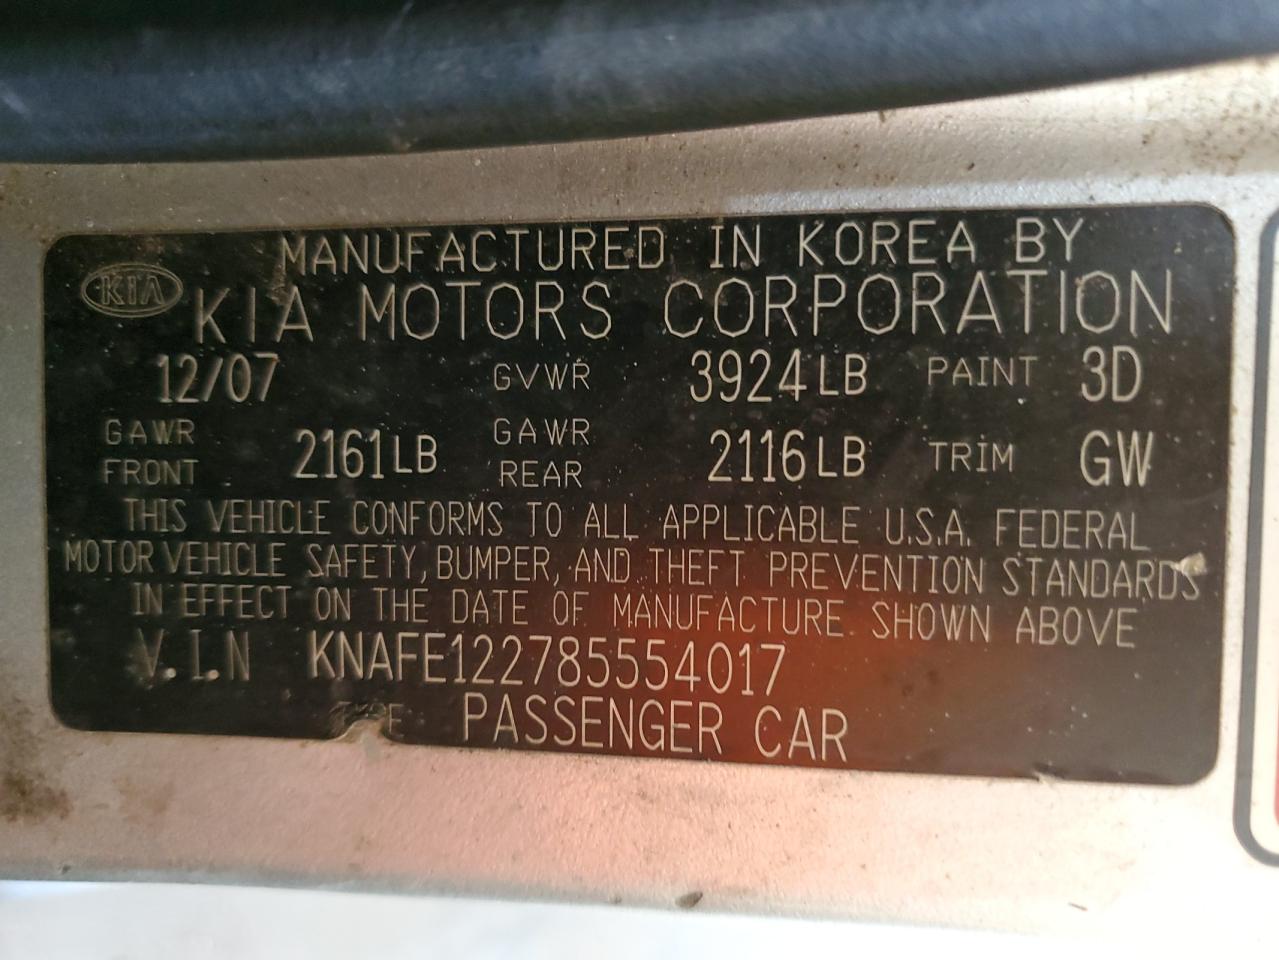 MANUFACTURED IN KOREA BY
KIA KIA MOTORS CORPORATION
12/07 GVWR 3924LB PAINT 3D
GAWR FRONT 2161LB GAWR REAR 2116LB TRIM GW
THIS VEHICLE CONFORMS TO ALL APPLICABLE U.S.A. FEDERAL
MOTOR VEHICLE SAFETY, BUMPER, AND THEFT PREVENTION STANDARDS
IN EFFECT ON THE DATE OF MANUFACTURE SHOWN ABOVE
V.I.N KNAFE122785554017
PASSENGER CAR